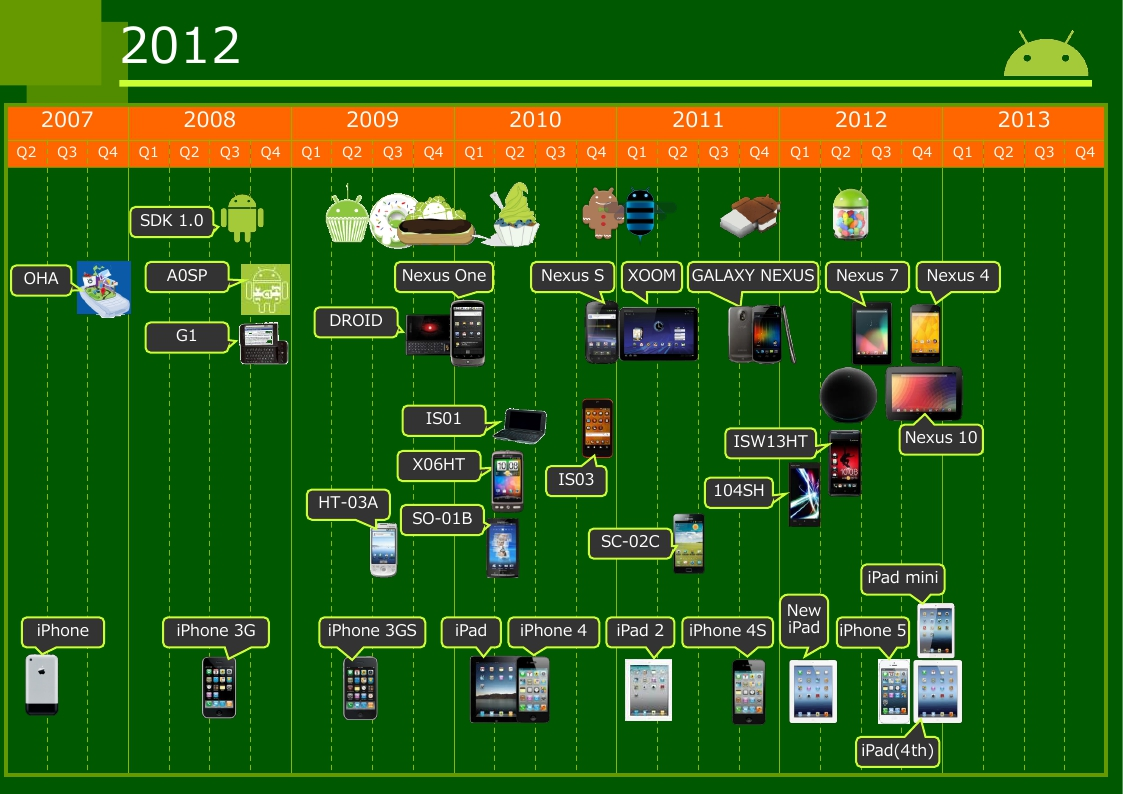 2012
2007 2008 2009 2010 2011 2012 2013
Q2 Q3 Q4 Q1 Q2 Q3 Q4 Q1 Q2 Q3 Q4 Q1 Q2 Q3 Q4 Q1 Q2 Q3 Q4 Q1 Q2 Q3 Q4 Q1 Q2 Q3 Q4
SDK 1.0
OHA
A0SP
Nexus One
Nexus S
XOOM
GALAXY NEXUS
Nexus 7
Nexus 4
G1
DROID
IS01
ISW13HT
Nexus 10
X06HT
IS03
104SH
HT-03A
SO-01B
SC-02C
iPad mini
iPhone
iPhone 3G
iPhone 3GS
iPad
iPhone 4
iPad 2
iPhone 4S
New
iPad
iPhone 5
iPad(4th)